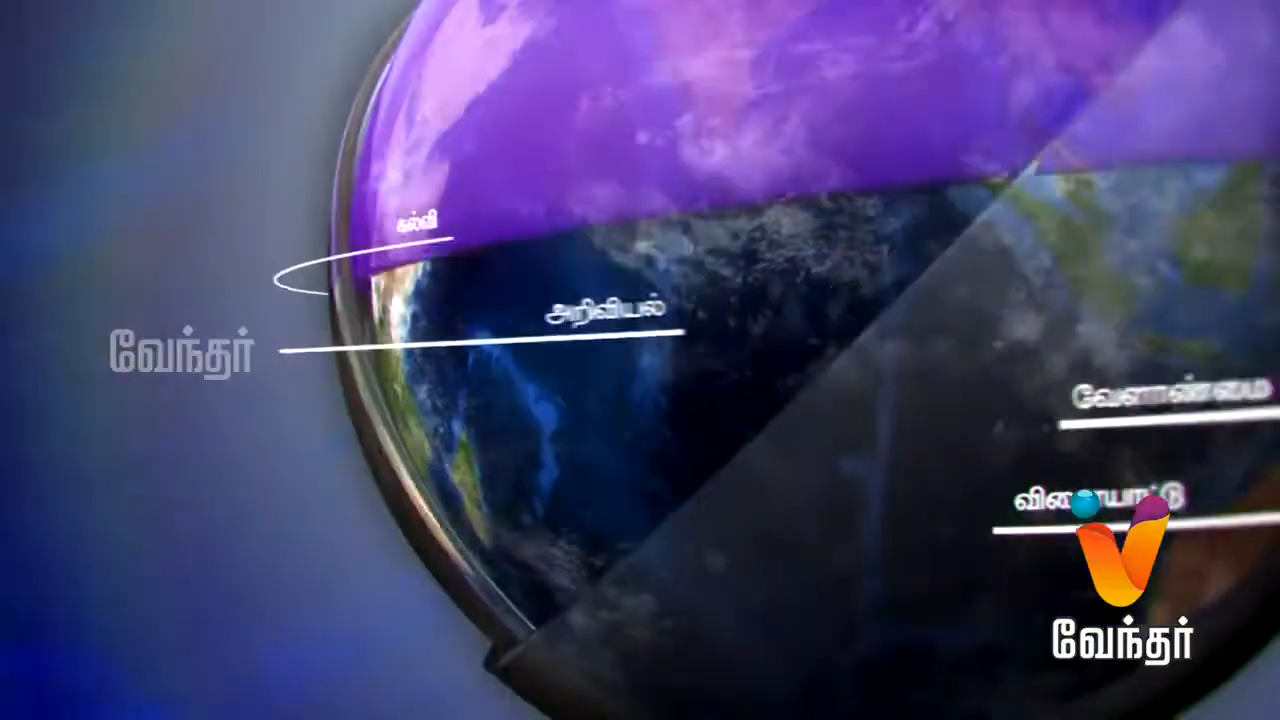 கல்வி
அறிவியல்
வேந்தர்
வேளாண்மை
விளையாட்டு
வேந்தர்